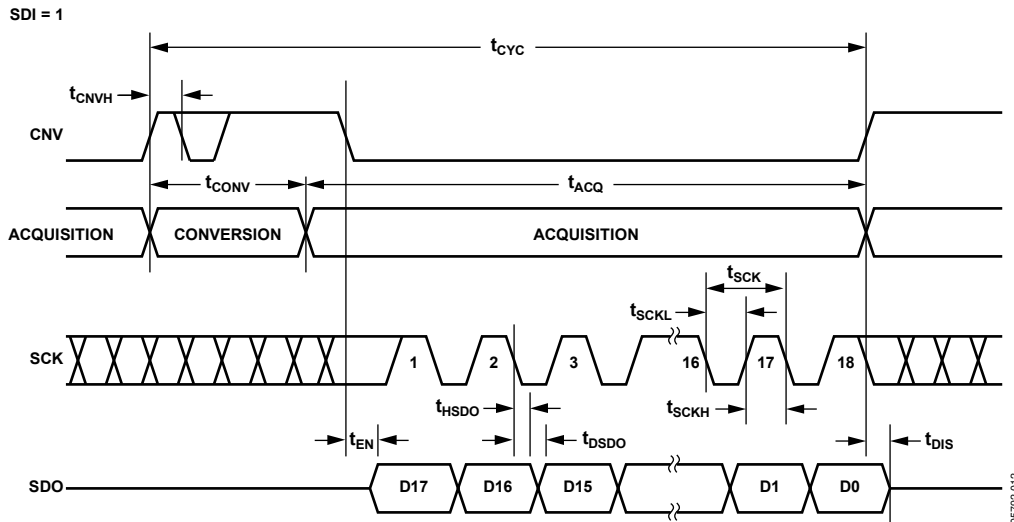 SDI = 1
tCYC
tCNVH
CNV
tCONV
tACQ
ACQUISITION
CONVERSION
ACQUISITION
tSCK
tSCKL
SCK
1
2
3
16
17
18
tHSDO
tSCKH
tEN
tDSDO
tDIS
SDO
D17
D16
D15
D1
D0